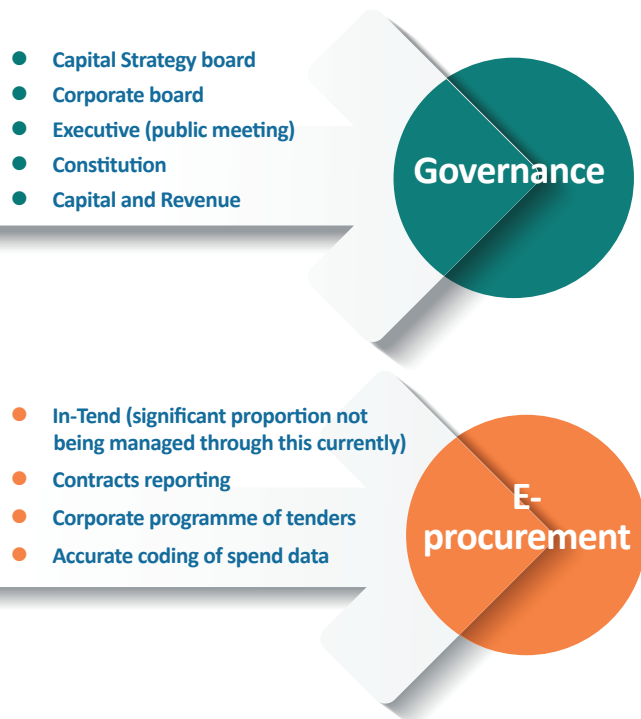 Capital Strategy board
Corporate board
Executive (public meeting)
Constitution
Capital and Revenue
Governance
In-Tend (significant proportion not
being managed through this currently)
Contracts reporting
Corporate programme of tenders
Accurate coding of spend data
E-
procurement